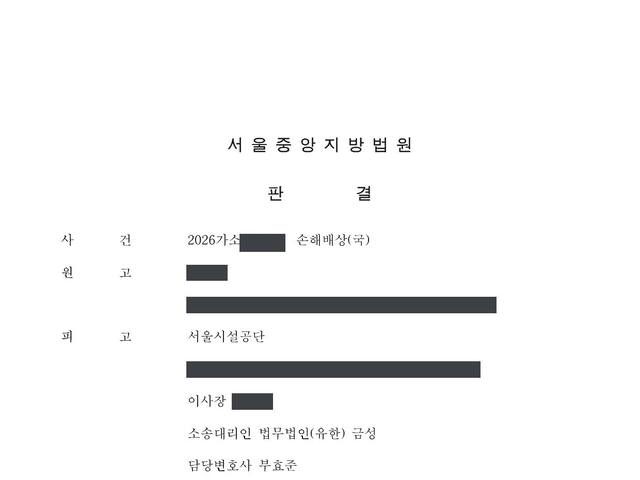 서울중앙지방법원
판 결
사 건 2026가소 손해배상(국)
원 고
피 고 서울시설공단
이사장
소송대리인 법무법인(유한) 금성
담당변호사 부효준